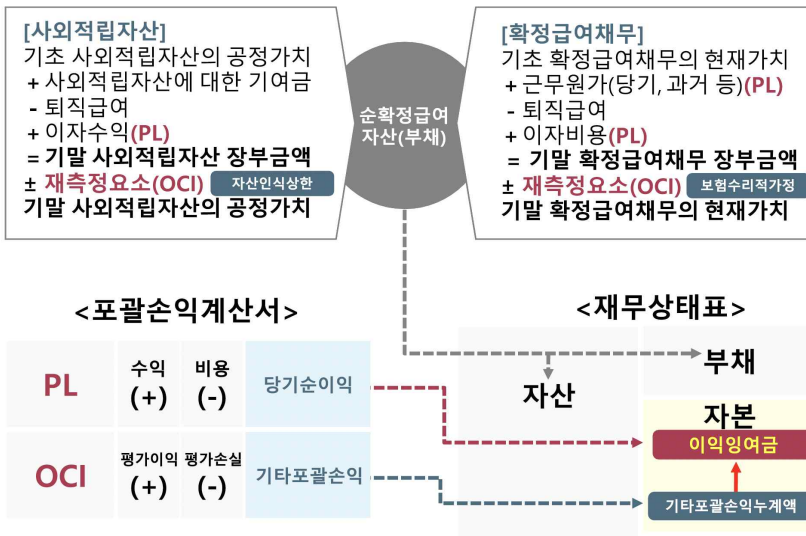 [사외적립자산]
기초 사외적립자산의 공정가치
+ 사외적립자산에 대한 기여금
- 퇴직급여
+ 이자수익(PL)
= 기말 사외적립자산 장부금액
± 재측정요소(OCI) 자산인식상한
기말 사외적립자산의 공정가치
순확정급여
자산(부채)
[확정급여채무]
기초 확정급여채무의 현재가치
+ 근무원가(당기, 과거 등)(PL)
- 퇴직급여
+ 이자비용(PL)
= 기말 확정급여채무 장부금액
± 재측정요소(OCI) 보험수리적가정
기말 확정급여채무의 현재가치
<포괄손익계산서>
PL 수익 (+) 비용 (-) 당기순이익
OCI 평가이익 (+) 평가손실 (-) 기타포괄손익
<재무상태표>
자산
부채
자본
이익잉여금
기타포괄손익누계액